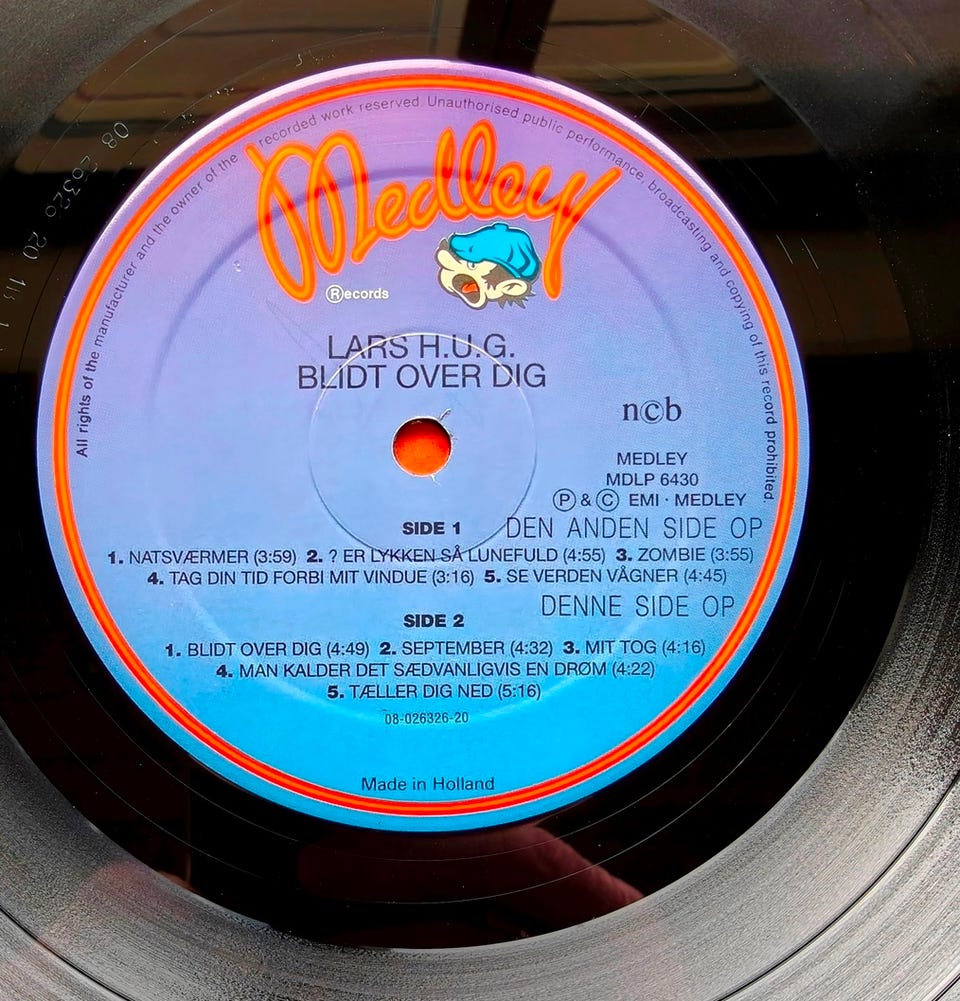 All rights of the manufacturer and the owner of the recorded work reserved. Unauthorised public performance, broadcasting and copying of this record prohibited.
Medley
Ⓡecords
LARS H.U.G.
BLIDT OVER DIG
n©b
MEDLEY
MDLP 6430
Ⓟ & © EMI · MEDLEY
SIDE 1 DEN ANDEN SIDE OP
1. NATSVÆRMER (3:59) 2. ? ER LYKKEN SÅ LUNEFULD (4:55) 3. ZOMBIE (3:55)
4. TAG DIN TID FORBI MIT VINDUE (3:16) 5. SE VERDEN VÅGNER (4:45)
DENNE SIDE OP
SIDE 2
1. BLIDT OVER DIG (4:49) 2. SEPTEMBER (4:32) 3. MIT TOG (4:16)
4. MAN KALDER DET SÆDVANLIGVIS EN DRØM (4:22)
5. TÆLLER DIG NED (5:16)
08-026326-20
Made in Holland